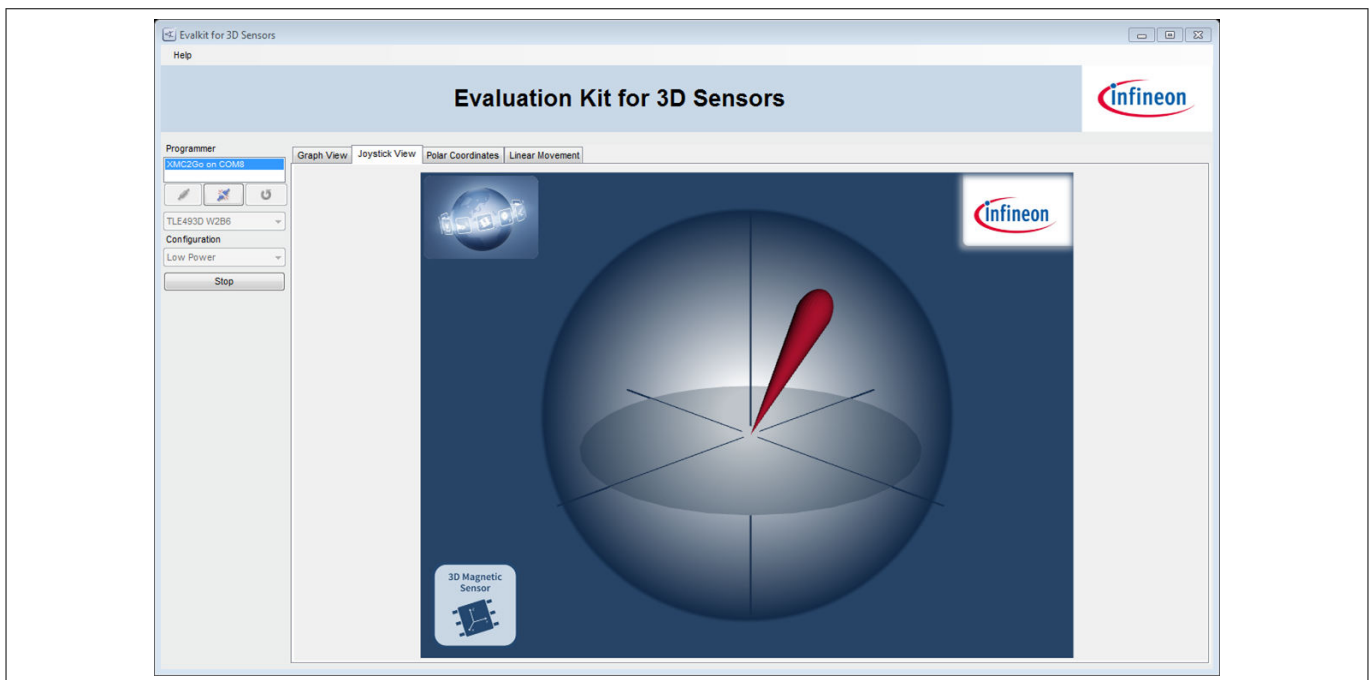 Evalkit for 3D Sensors
Help
Evaluation Kit for 3D Sensors
infineon
Programmer
XMC2Go on COM8
Graph View Joystick View Polar Coordinates Linear Movement
TLE493D W2B6
Configuration
Low Power
Stop
infineon
3D Magnetic
Sensor